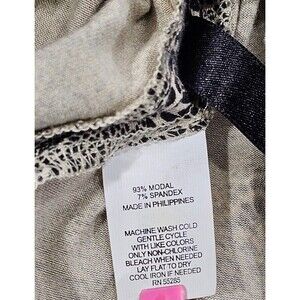 93% MODAL
7% SPANDEX
MADE IN PHILIPPINES
MACHINE WASH COLD
GENTLE CYCLE
WITH LIKE COLORS
ONLY NON-CHLORINE
BLEACH WHEN NEEDED
LAY FLAT TO DRY
COOL IRON IF NEEDED
RN 55285